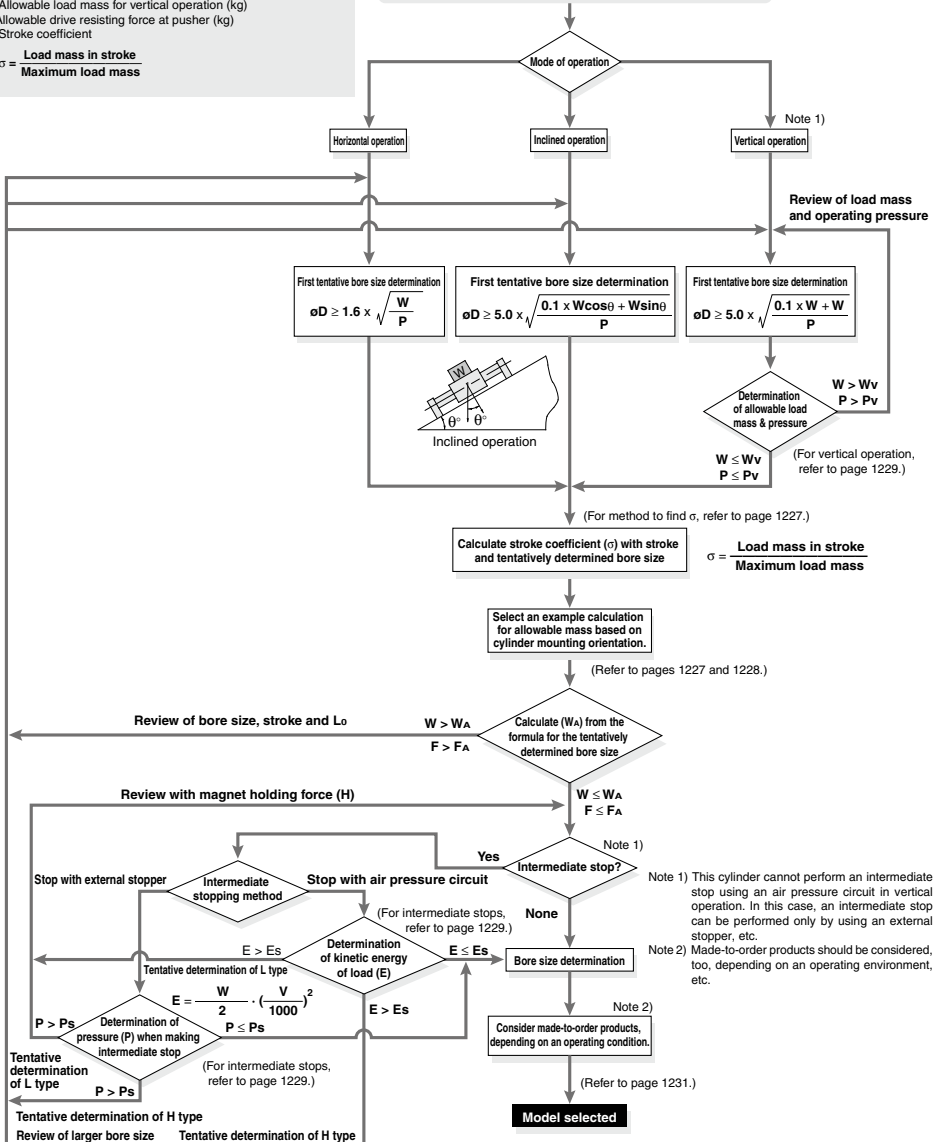 Allowable load mass for vertical operation (kg)
Allowable drive resisting force at pusher (kg)
Stroke coefficient
σ = Load mass in stroke / Maximum load mass
Mode of operation
Note 1)
Horizontal operation
Inclined operation
Vertical operation
Review of load mass
and operating pressure
First tentative bore size determination
øD ≥ 1.6 x √(W / P)
First tentative bore size determination
øD ≥ 5.0 x √((0.1 x Wcosθ + Wsinθ) / P)
First tentative bore size determination
øD ≥ 5.0 x √((0.1 x W + W) / P)
W
θ° θ°
Inclined operation
Determination
of allowable load
mass & pressure
W > Wv
P > Pv
W ≤ Wv
P ≤ Pv
(For vertical operation,
refer to page 1229.)
(For method to find σ, refer to page 1227.)
Calculate stroke coefficient (σ) with stroke
and tentatively determined bore size
σ = Load mass in stroke / Maximum load mass
Select an example calculation
for allowable mass based on
cylinder mounting orientation.
(Refer to pages 1227 and 1228.)
Review of bore size, stroke and L0
W > WA
F > FA
Calculate (WA) from the
formula for the tentatively
determined bore size
Review with magnet holding force (H)
W ≤ WA
F ≤ FA
Note 1)
Yes
Intermediate stop?
None
Stop with external stopper
Intermediate
stopping method
Stop with air pressure circuit
(For intermediate stops,
refer to page 1229.)
Note 1) This cylinder cannot perform an intermediate
stop using an air pressure circuit in vertical
operation. In this case, an intermediate stop
can be performed only by using an external
stopper, etc.
Note 2) Made-to-order products should be considered,
too, depending on an operating environment,
etc.
E > Es
Determination
of kinetic energy
of load (E)
E ≤ Es
Bore size determination
Tentative determination of L type
E = W / 2 · (V / 1000)²
E > Es
P > Ps
Determination of
pressure (P) when making
intermediate stop
P ≤ Ps
Note 2)
Consider made-to-order products,
depending on an operating condition.
Tentative
determination
of L type
(For intermediate stops,
refer to page 1229.)
P > Ps
(Refer to page 1231.)
Tentative determination of H type
Model selected
Review of larger bore size
Tentative determination of H type